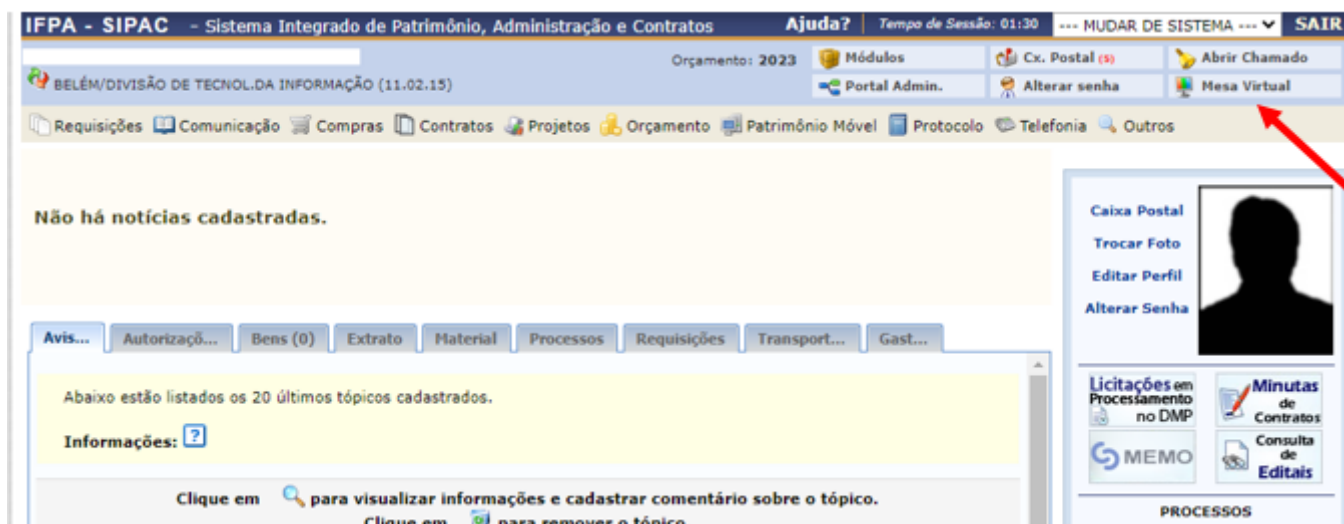 IFPA - SIPAC - Sistema Integrado de Patrimônio, Administração e Contratos Ajuda? Tempo de Sessão: 01:30 --- MUDAR DE SISTEMA --- SAIR
Orçamento: 2023 Módulos Cx. Postal (5) Abrir Chamado
BELÉM/DIVISÃO DE TECNOL.DA INFORMAÇÃO (11.02.15) Portal Admin. Alterar senha Mesa Virtual
Requisições Comunicação Compras Contratos Projetos Orçamento Patrimônio Móvel Protocolo Telefonia Outros
Não há notícias cadastradas.
Caixa Postal
Trocar Foto
Editar Perfil
Alterar Senha
Avis... Autorizaçõ... Bens (0) Extrato Material Processos Requisições Transport... Gast...
Abaixo estão listados os 20 últimos tópicos cadastrados.
Informações: ?
Clique em para visualizar informações e cadastrar comentário sobre o tópico.
Clique em para remover o tópico.
Licitações em
Processamento
no DMP
Minutas
de
Contratos
MEMO
Consulta
de
Editais
PROCESSOS